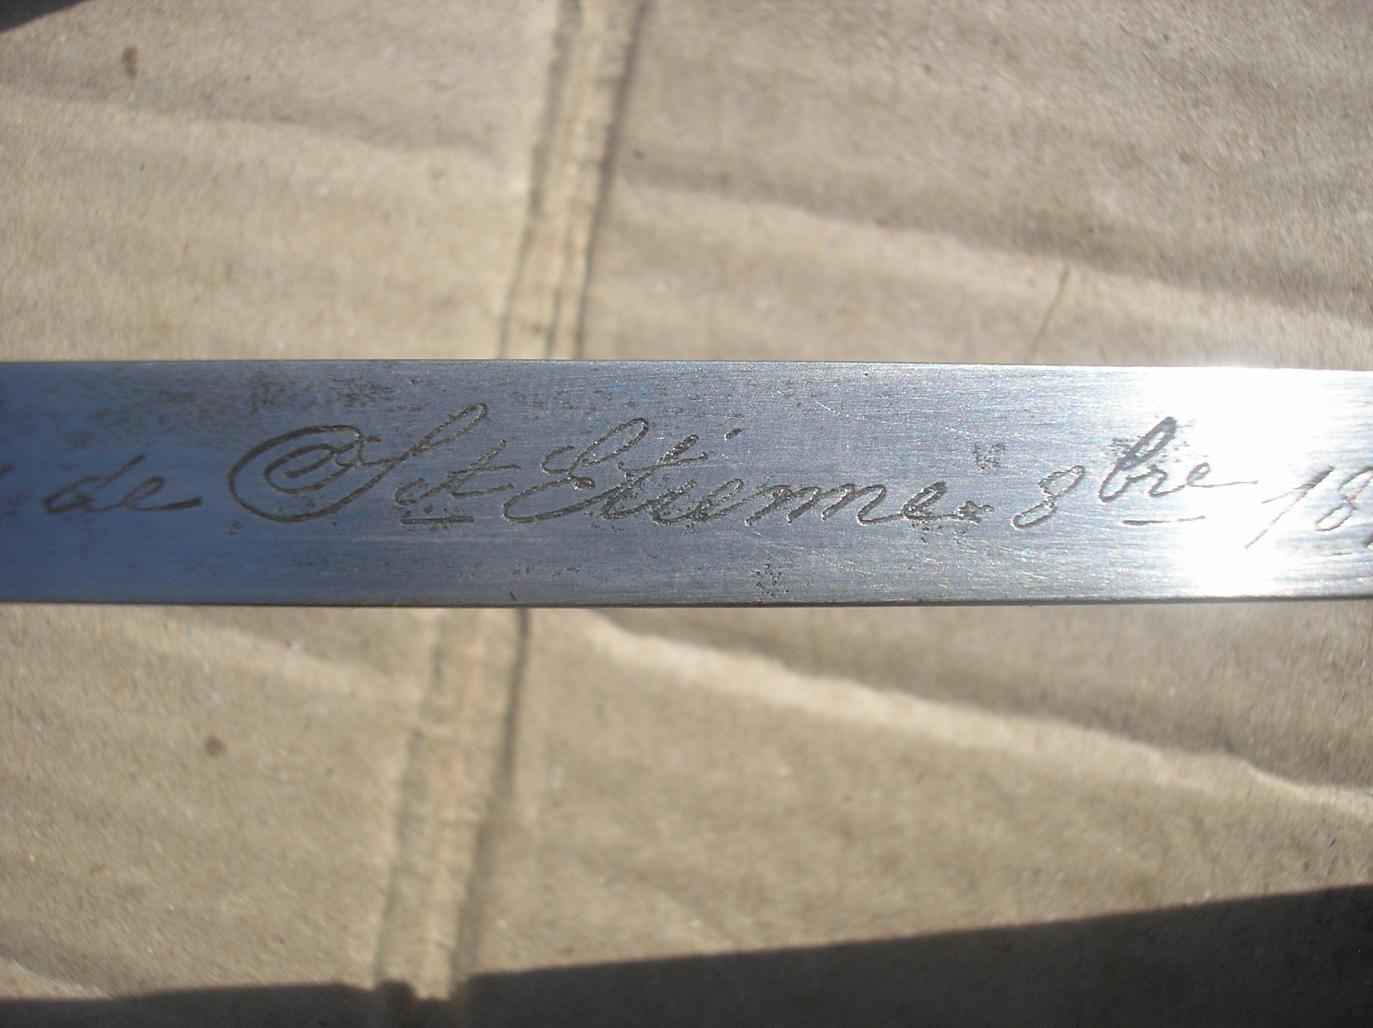 de St Etienne. 8bre 18